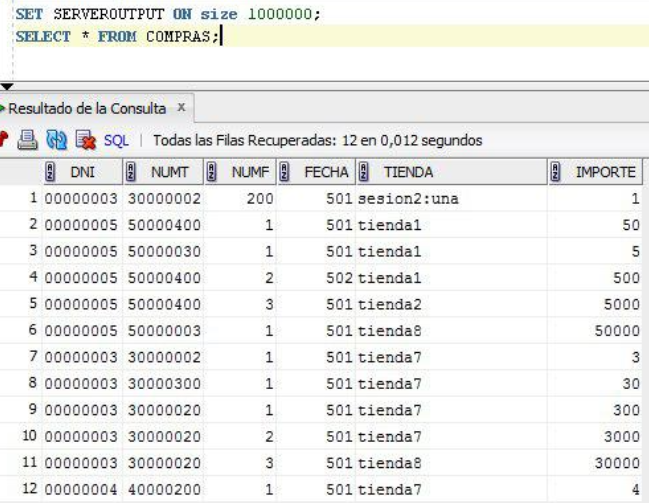 SET SERVEROUTPUT ON size 1000000;
SELECT * FROM COMPRAS;
Resultado de la Consulta x
SQL | Todas las Filas Recuperadas: 12 en 0,012 segundos
DNI NUMT NUMF FECHA TIENDA IMPORTE
1 00000003 30000002 200 501 sesion2:una 1
2 00000005 50000400 1 501 tienda1 50
3 00000005 50000030 1 501 tienda1 5
4 00000005 50000400 2 502 tienda1 500
5 00000005 50000400 3 501 tienda2 5000
6 00000005 50000003 1 501 tienda8 50000
7 00000003 30000002 1 501 tienda7 3
8 00000003 30000300 1 501 tienda7 30
9 00000003 30000020 1 501 tienda7 300
10 00000003 30000020 2 501 tienda7 3000
11 00000003 30000020 3 501 tienda8 30000
12 00000004 40000200 1 501 tienda7 4